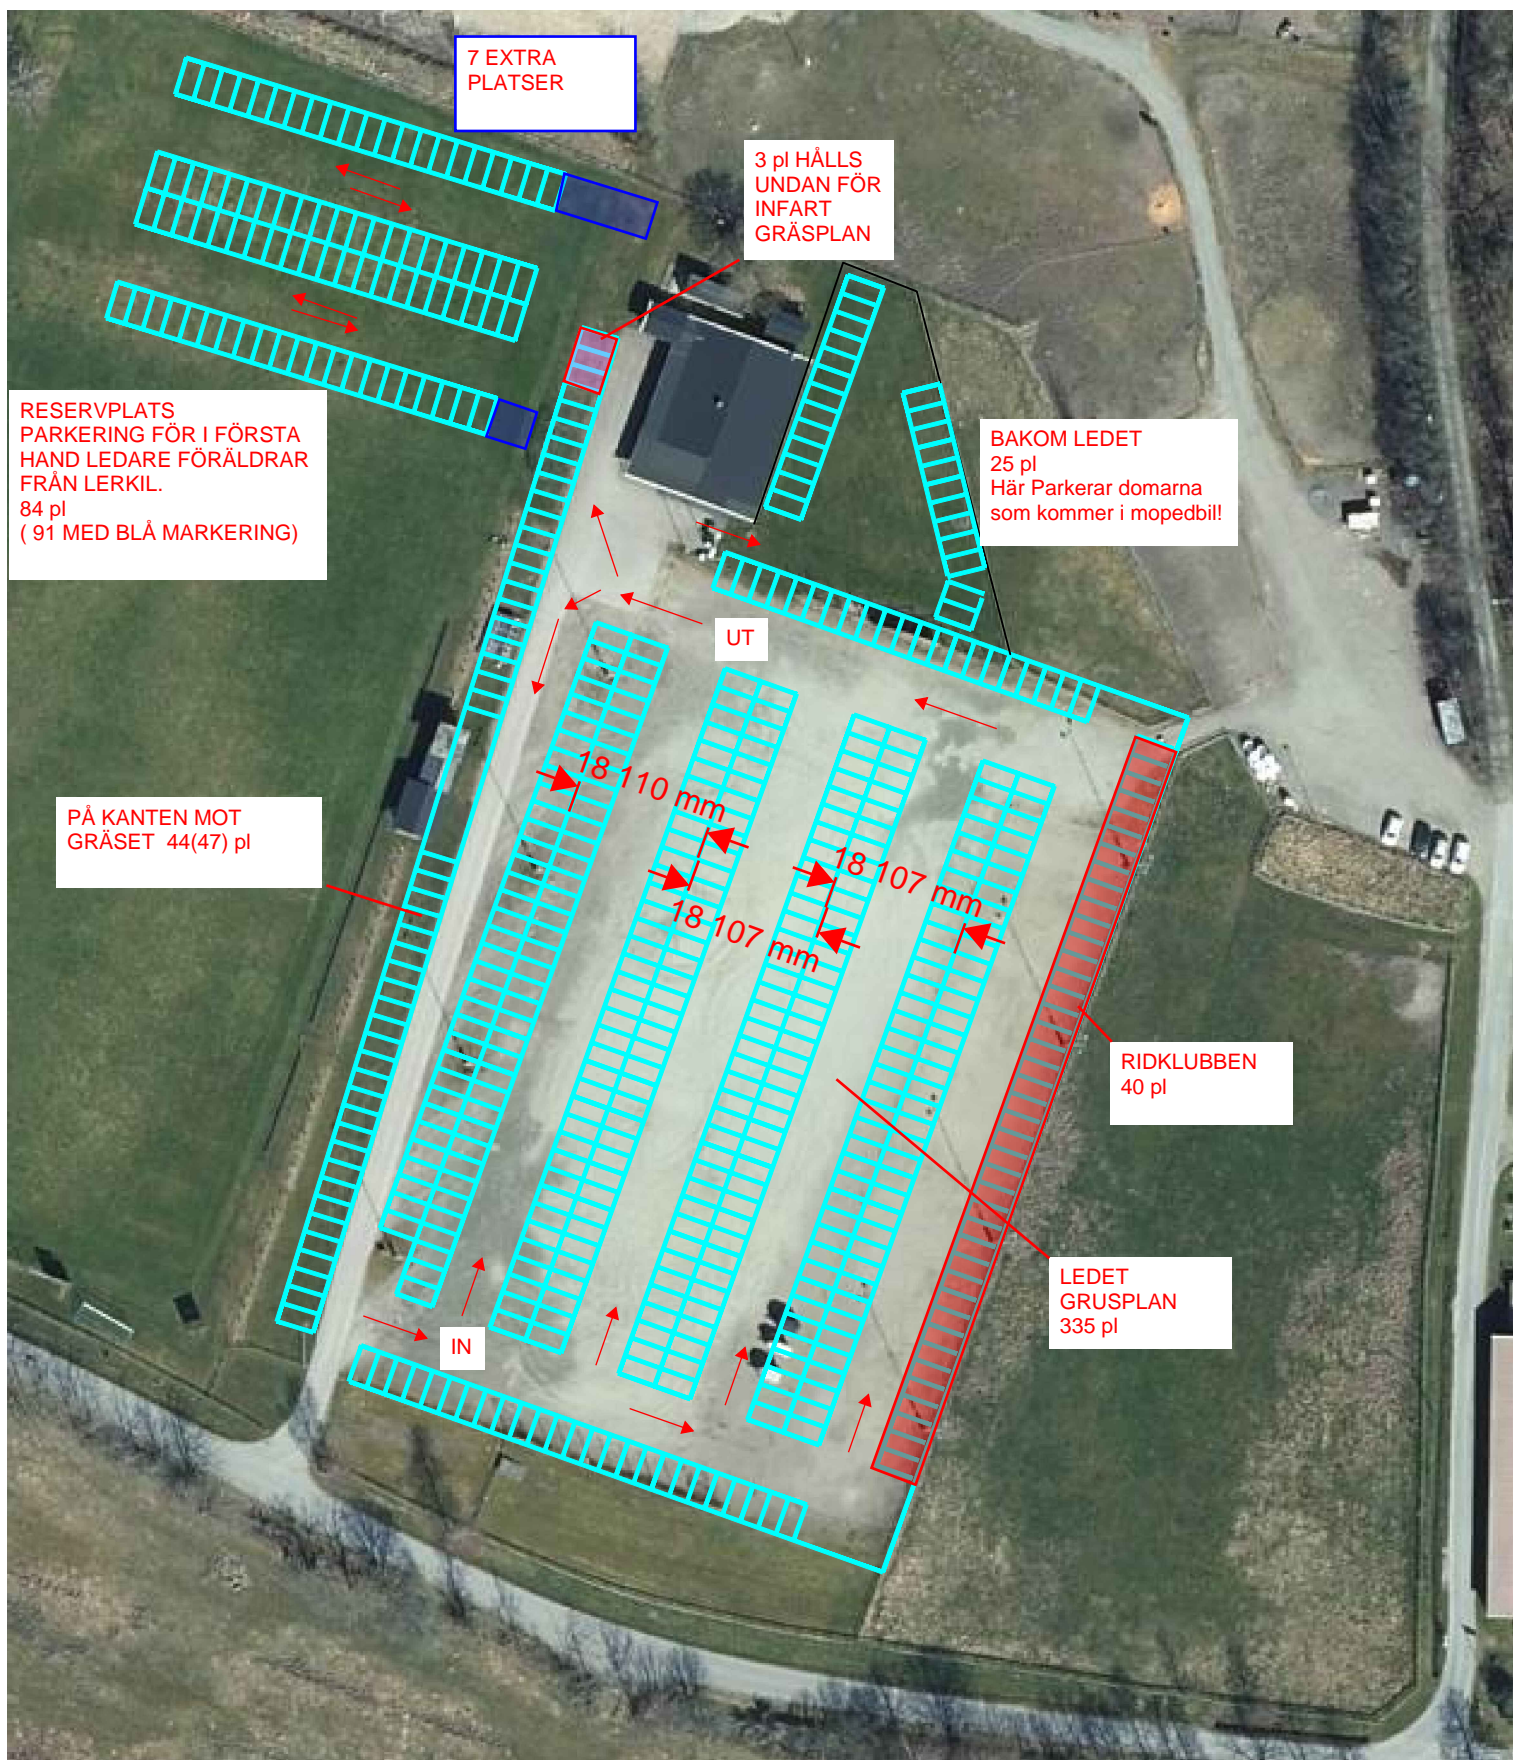 7 EXTRA
PLATSER
3 pl HÅLLS
UNDAN FÖR
INFART
GRÄSPLAN
RESERVPLATS
PARKERING FÖR I FÖRSTA
HAND LEDARE FÖRÄLDRAR
FRÅN LERKIL.
84 pl
( 91 MED BLÅ MARKERING)
BAKOM LEDET
25 pl
Här Parkerar domarna
som kommer i mopedbil!
UT
18 110 mm
PÅ KANTEN MOT
GRÄSET 44(47) pl
18 107 mm
18 107 mm
RIDKLUBBEN
40 pl
LEDET
GRUSPLAN
335 pl
IN